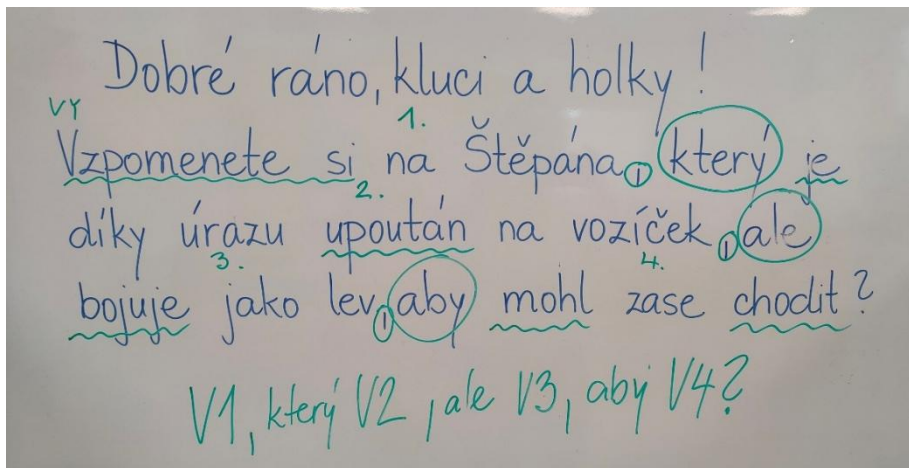 Dobré ráno, kluci a holky!
VY
1.
Vzpomenete si na Štěpána, který je
2.
díky úrazu upoután na vozíček, ale
3. 4.
bojuje jako lev, aby mohl zase chodit?
V1, který V2, ale V3, aby V4?